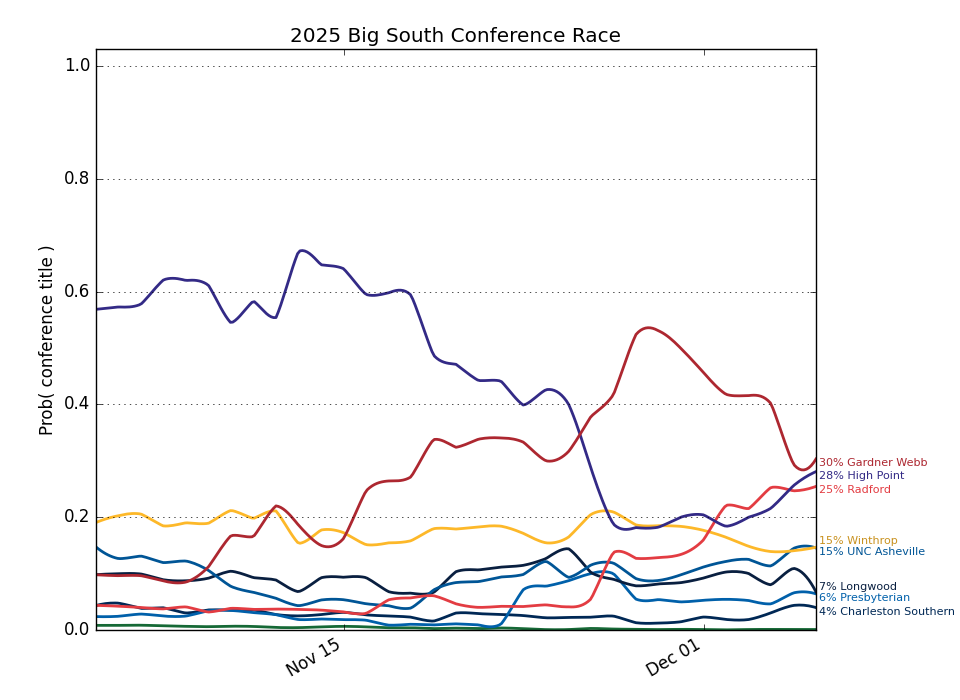 2025 Big South Conference Race
Prob( conference title )
1.0
0.8
0.6
0.4
0.2
0.0
Nov 15
Dec 01
30% Gardner Webb
28% High Point
25% Radford
15% Winthrop
15% UNC Asheville
7% Longwood
6% Presbyterian
4% Charleston Southern